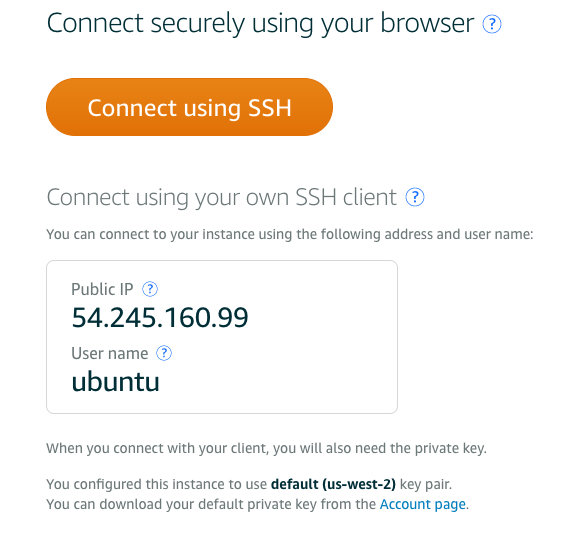 Connect securely using your browser ?
Connect using SSH
Connect using your own SSH client ?
You can connect to your instance using the following address and user name:
Public IP ?
54.245.160.99
User name ?
ubuntu
When you connect with your client, you will also need the private key.
You configured this instance to use default (us-west-2) key pair.
You can download your default private key from the Account page.